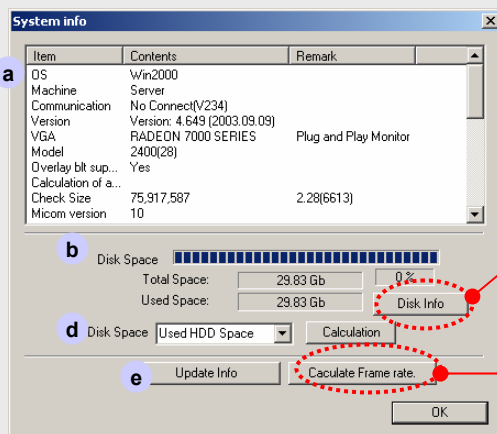 System info
Item Contents Remark
a
OS Win2000
Machine Server
Communication No Connect(V234)
Version Version: 4.649 (2003.09.09)
VGA RADEON 7000 SERIES Plug and Play Monitor
Model 2400(28)
Overlay blt sup... Yes
Calculation of a...
Check Size 75,917,587 2.28(6613)
Micom version 10
b
Disk Space
Total Space: 29.83 Gb 0 %
Used Space: 29.83 Gb Disk Info
d Disk Space Used HDD Space Calculation
e Update Info Caculate Frame rate.
OK